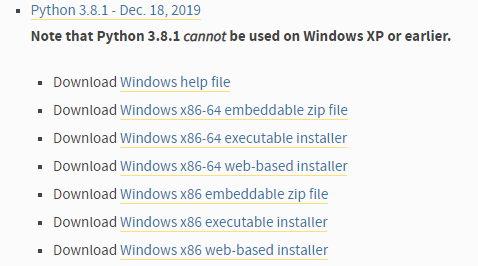 Python 3.8.1 - Dec. 18, 2019
Note that Python 3.8.1 cannot be used on Windows XP or earlier.
Download Windows help file
Download Windows x86-64 embeddable zip file
Download Windows x86-64 executable installer
Download Windows x86-64 web-based installer
Download Windows x86 embeddable zip file
Download Windows x86 executable installer
Download Windows x86 web-based installer